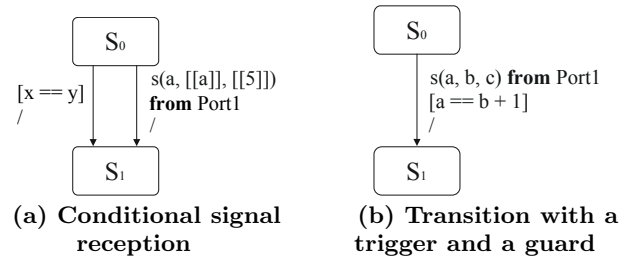 S0
[x == y]
/
s(a, [[a]], [[5]])
from Port1
/
S1
(a) Conditional signal
reception
S0
s(a, b, c) from Port1
[a == b + 1]
/
S1
(b) Transition with a
trigger and a guard